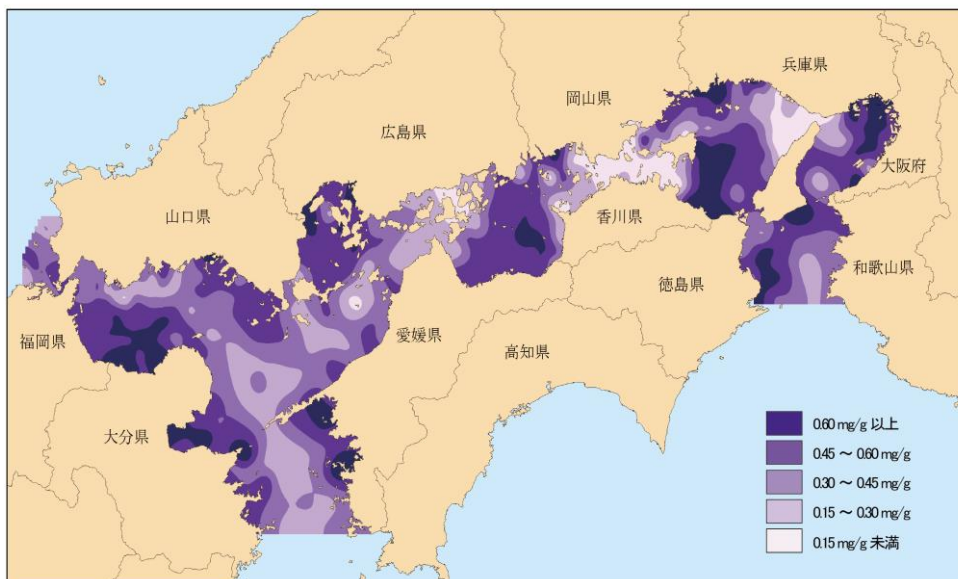 兵庫県
岡山県
広島県
大阪府
山口県
香川県
和歌山県
徳島県
福岡県
愛媛県
高知県
大分県
0.60 mg/g 以上
0.45 ～ 0.60 mg/g
0.30 ～ 0.45 mg/g
0.15 ～ 0.30 mg/g
0.15 mg/g 未満